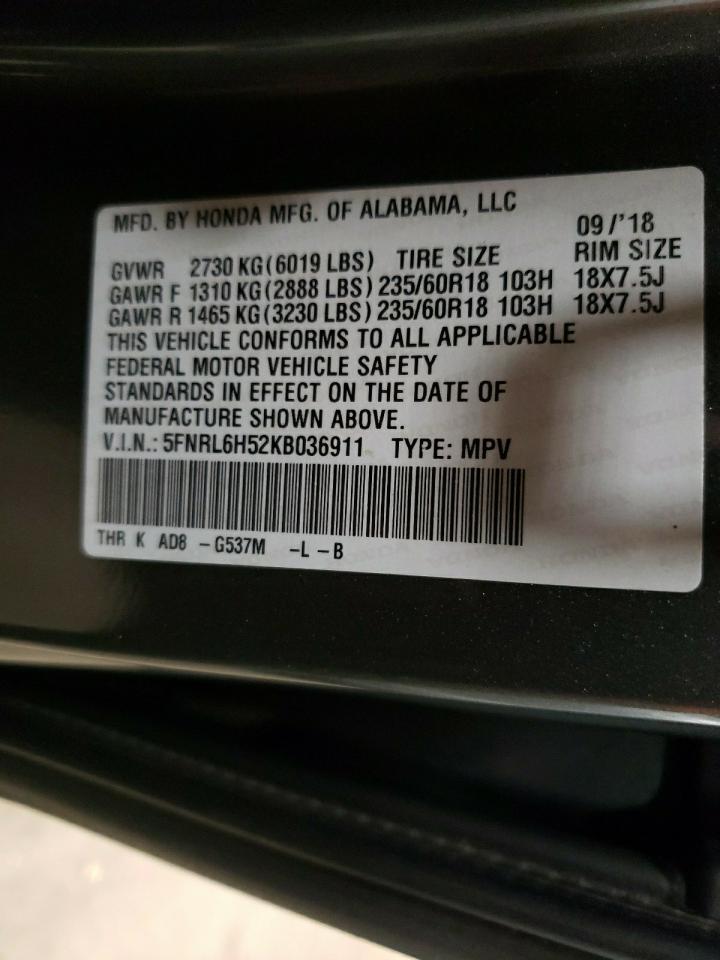 MFD. BY HONDA MFG. OF ALABAMA, LLC
09/'18
GVWR 2730 KG(6019 LBS) TIRE SIZE RIM SIZE
GAWR F 1310 KG(2888 LBS) 235/60R18 103H 18X7.5J
GAWR R 1465 KG(3230 LBS) 235/60R18 103H 18X7.5J
THIS VEHICLE CONFORMS TO ALL APPLICABLE
FEDERAL MOTOR VEHICLE SAFETY
STANDARDS IN EFFECT ON THE DATE OF
MANUFACTURE SHOWN ABOVE.
V.I.N.: 5FNRL6H52KB036911 TYPE: MPV
THR K AD8 -G537M -L -B